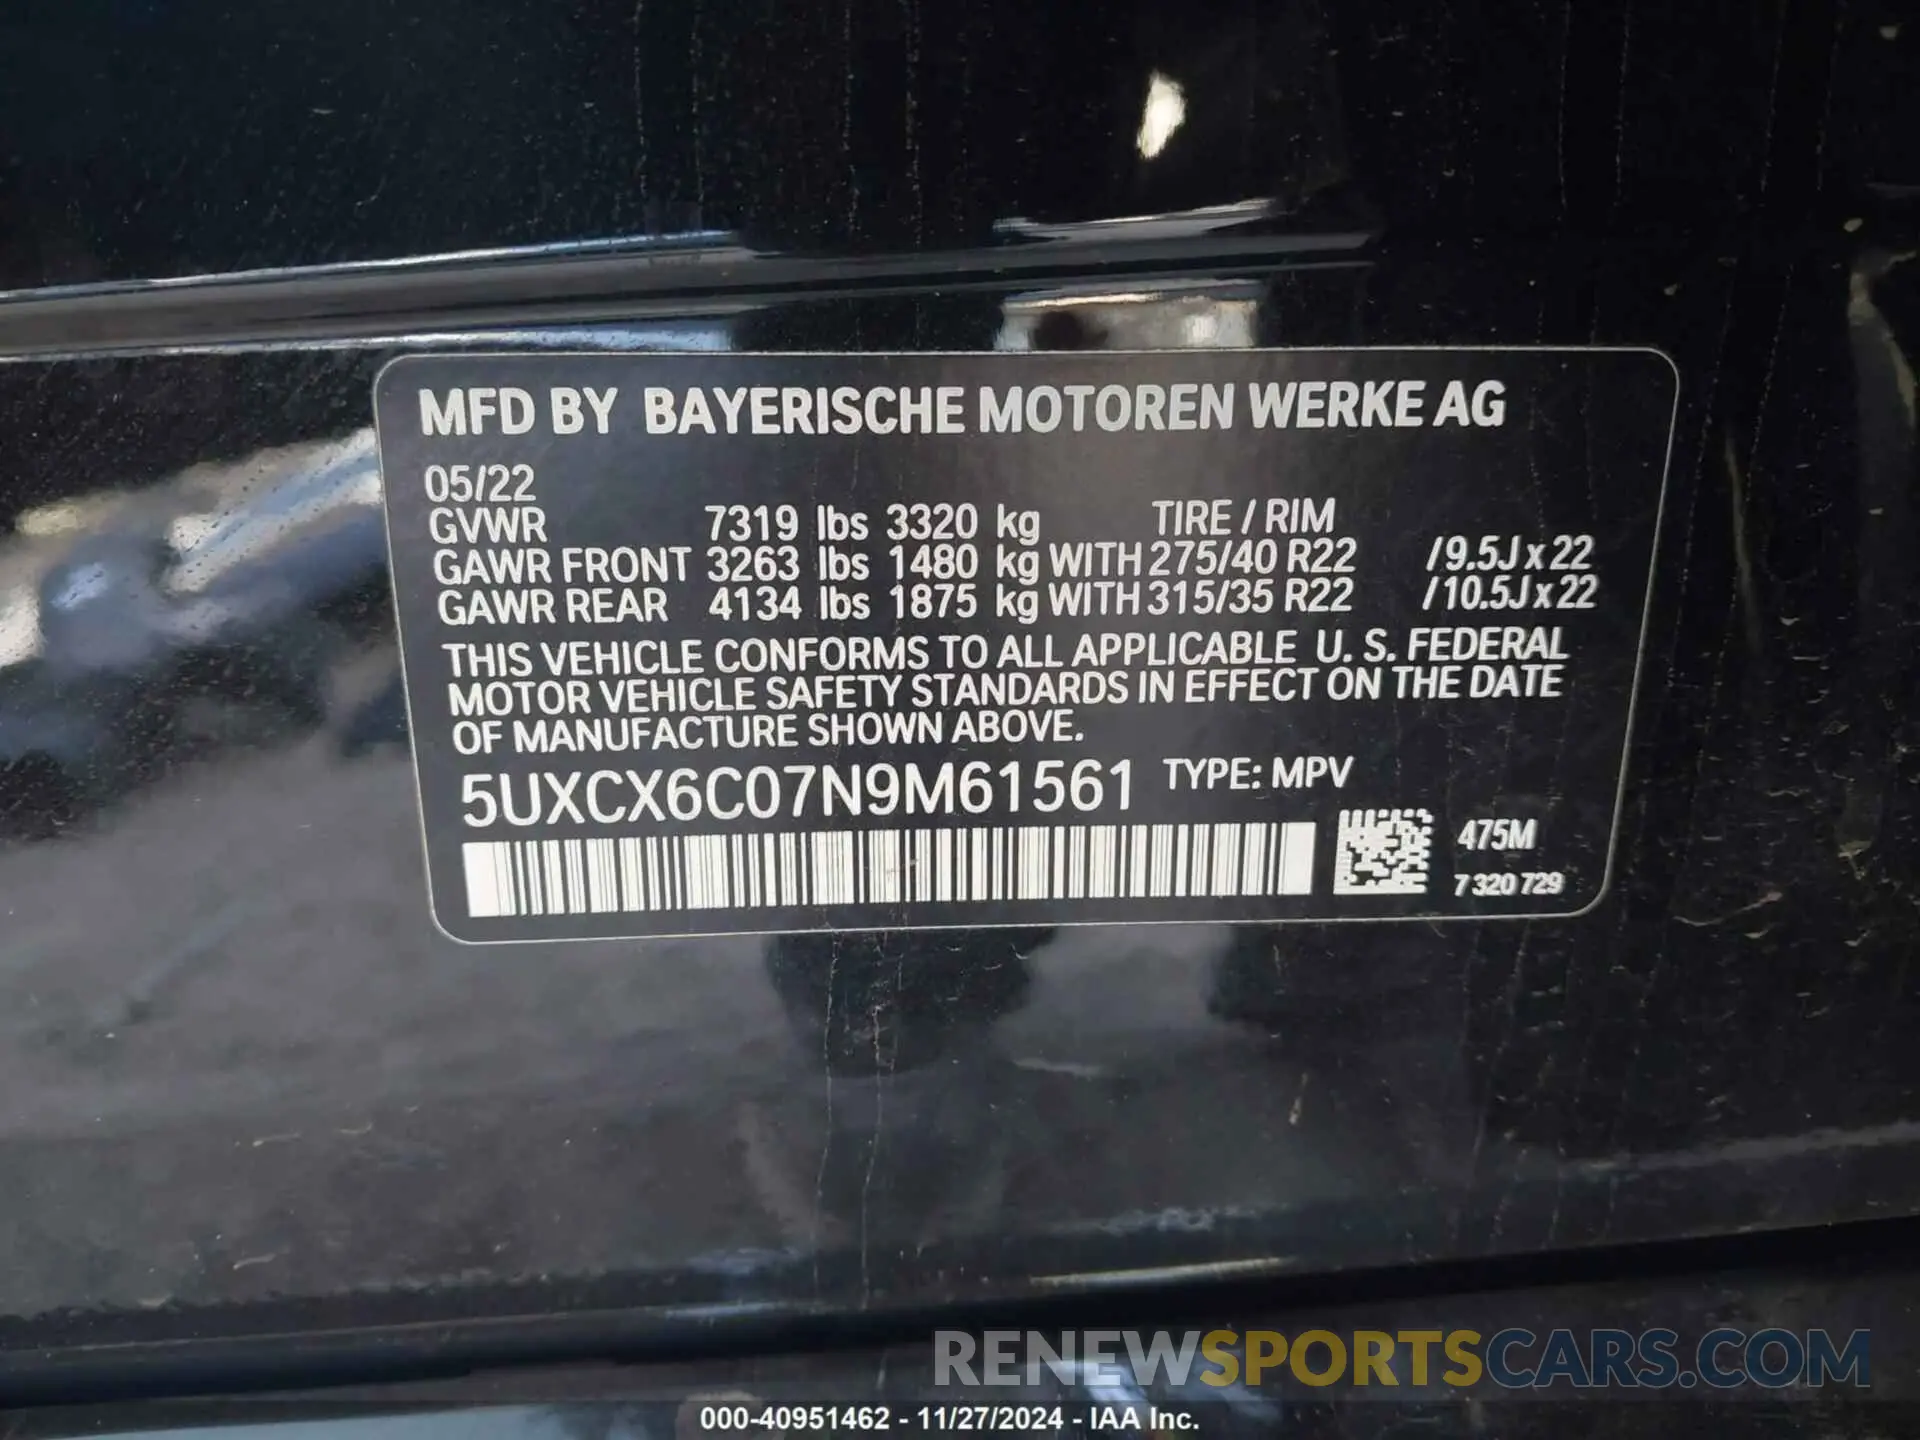 MFD BY BAYERISCHE MOTOREN WERKE AG
05/22
GVWR 7319 lbs 3320 kg TIRE / RIM
GAWR FRONT 3263 lbs 1480 kg WITH 275/40 R22 /9.5J x 22
GAWR REAR 4134 lbs 1875 kg WITH 315/35 R22 /10.5J x 22
THIS VEHICLE CONFORMS TO ALL APPLICABLE U. S. FEDERAL
MOTOR VEHICLE SAFETY STANDARDS IN EFFECT ON THE DATE
OF MANUFACTURE SHOWN ABOVE.
5UXCX6C07N9M61561 TYPE: MPV
475M
7 320 729
RENEWSPORTSCARS.COM
000-40951462 - 11/27/2024 - IAA Inc.